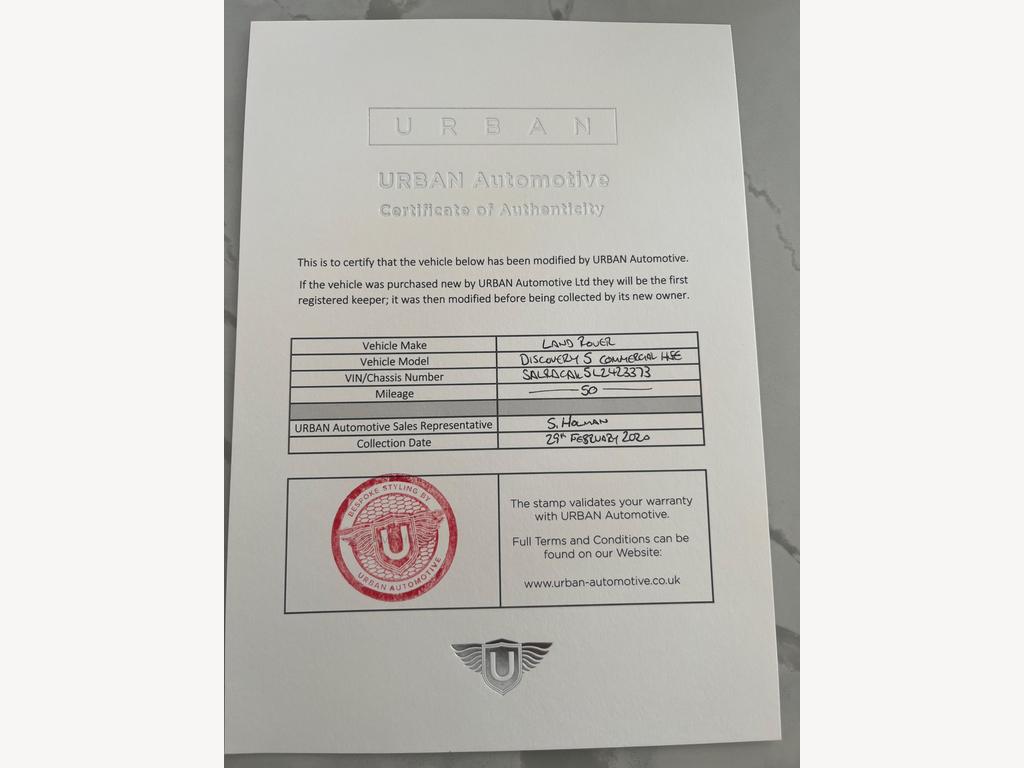 URBAN
URBAN Automotive
Certificate of Authenticity
This is to certify that the vehicle below has been modified by URBAN Automotive.
If the vehicle was purchased new by URBAN Automotive Ltd they will be the first
registered keeper; it was then modified before being collected by its new owner.
Vehicle Make LAND ROVER
Vehicle Model DISCOVERY 5 COMMERCIAL HSE
VIN/Chassis Number
Mileage 50
URBAN Automotive Sales Representative S. HOLMAN
Collection Date 29th FEBRUARY 2020
BESPOKE STYLING BY
U
URBAN AUTOMOTIVE
The stamp validates your warranty
with URBAN Automotive.
Full Terms and Conditions can be
found on our Website:
www.urban-automotive.co.uk
U